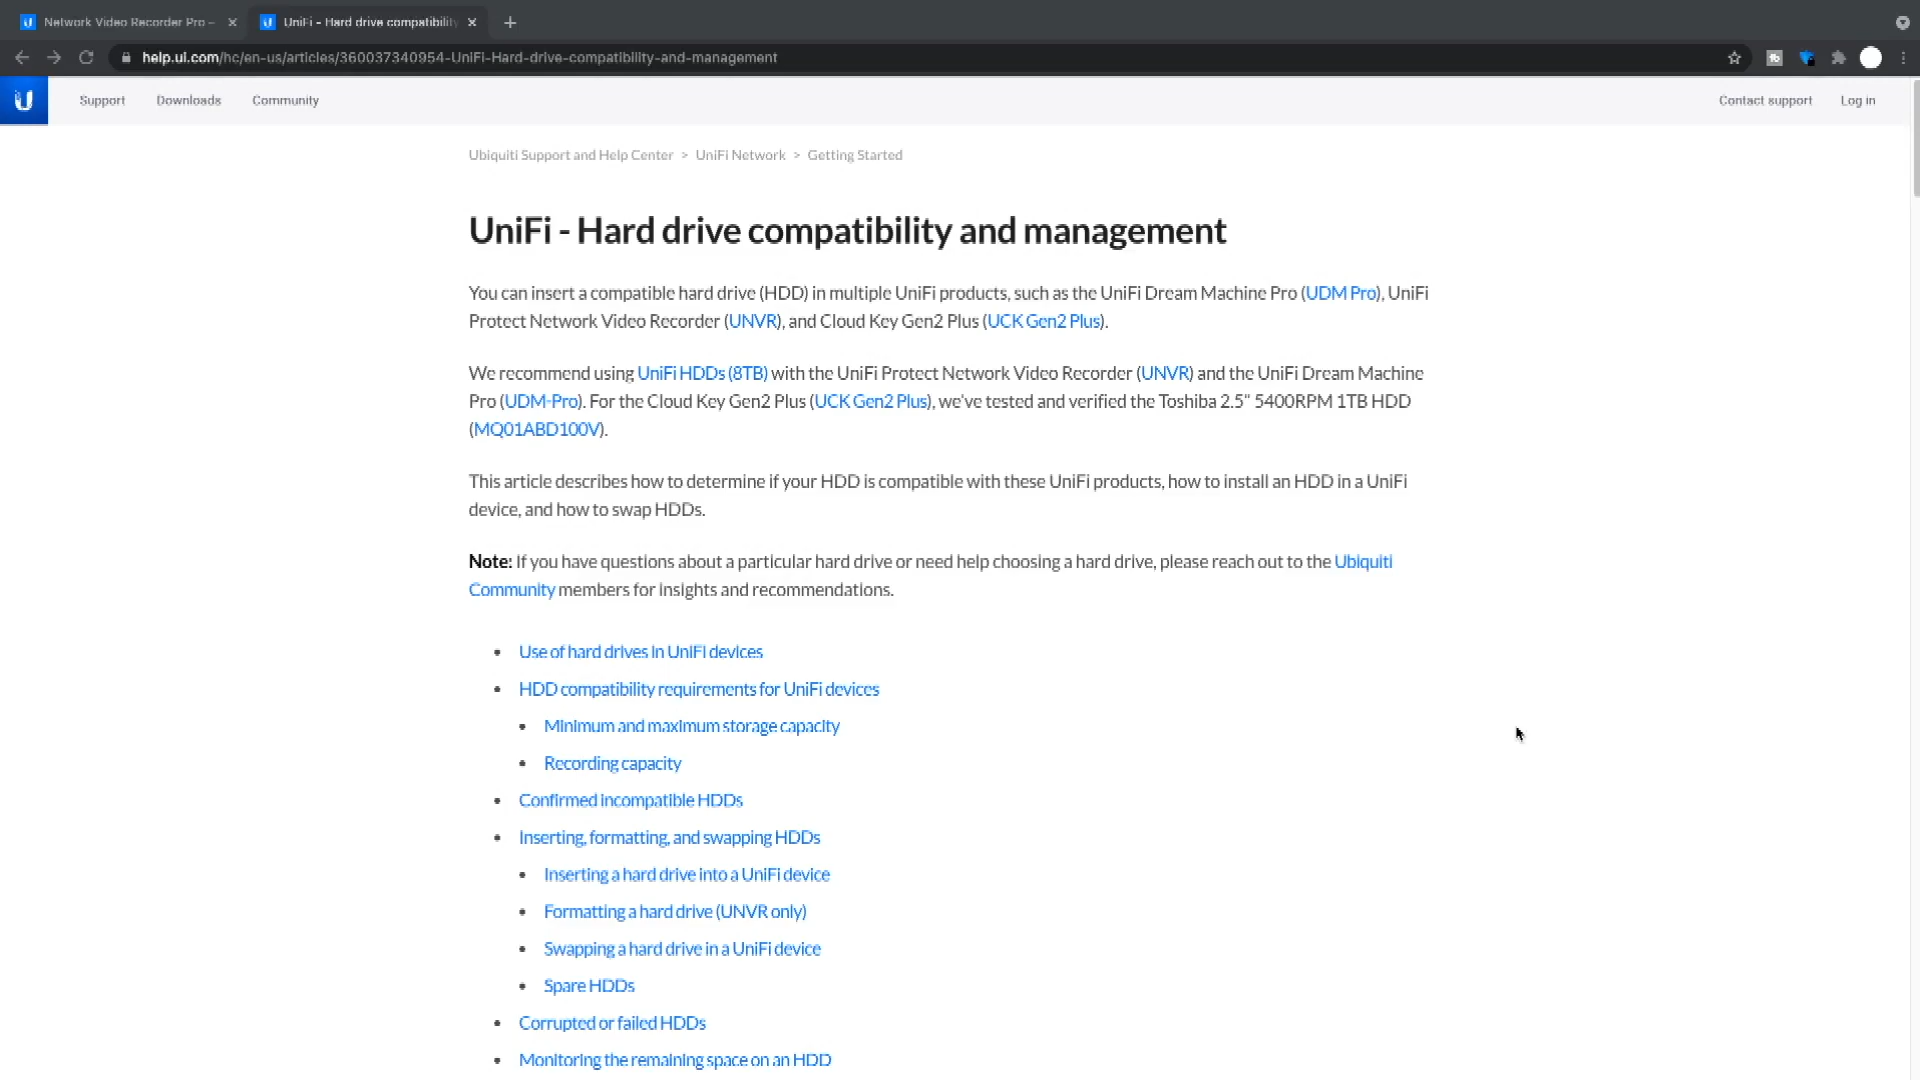 Network Video Recorder Pro –
UniFi - Hard drive compatibility
help.ui.com/hc/en-us/articles/360037340954-UniFi-Hard-drive-compatibility-and-management
Support Downloads Community Contact support Log in
Ubiquiti Support and Help Center > UniFi Network > Getting Started
UniFi - Hard drive compatibility and management
You can insert a compatible hard drive (HDD) in multiple UniFi products, such as the UniFi Dream Machine Pro (UDM Pro), UniFi
Protect Network Video Recorder (UNVR), and Cloud Key Gen2 Plus (UCK Gen2 Plus).
We recommend using UniFi HDDs (8TB) with the UniFi Protect Network Video Recorder (UNVR) and the UniFi Dream Machine
Pro (UDM-Pro). For the Cloud Key Gen2 Plus (UCK Gen2 Plus), we've tested and verified the Toshiba 2.5" 5400RPM 1TB HDD
(MQ01ABD100V).
This article describes how to determine if your HDD is compatible with these UniFi products, how to install an HDD in a UniFi
device, and how to swap HDDs.
Note: If you have questions about a particular hard drive or need help choosing a hard drive, please reach out to the Ubiquiti
Community members for insights and recommendations.
• Use of hard drives in UniFi devices
• HDD compatibility requirements for UniFi devices
• Minimum and maximum storage capacity
• Recording capacity
• Confirmed incompatible HDDs
• Inserting, formatting, and swapping HDDs
• Inserting a hard drive into a UniFi device
• Formatting a hard drive (UNVR only)
• Swapping a hard drive in a UniFi device
• Spare HDDs
• Corrupted or failed HDDs
• Monitoring the remaining space on an HDD